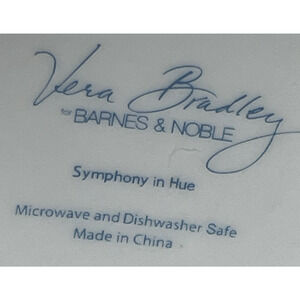 Vera Bradley
for BARNES & NOBLE
Symphony in Hue
Microwave and Dishwasher Safe
Made in China